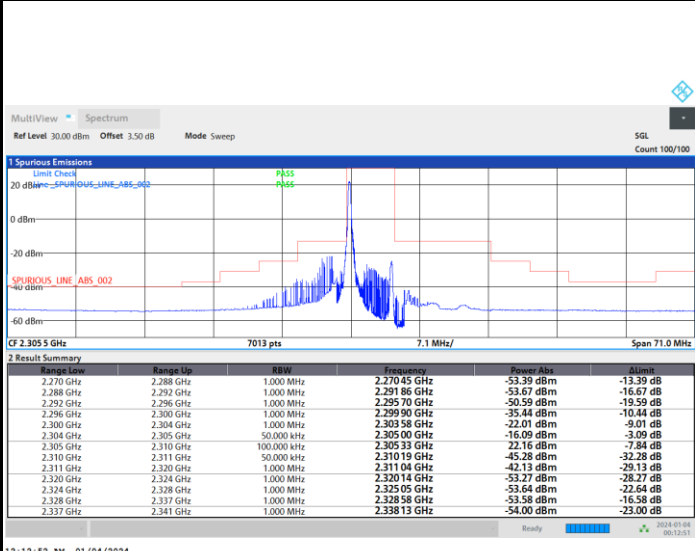 MultiView Spectrum
Ref Level 30.00 dBm Offset 3.50 dB Mode Sweep SGL
Count 100/100
1 Spurious Emissions
Limit Check PASS
20 dBm Line _SPURIOUS_LINE_ABS_002 PASS
0 dBm
-20 dBm
_SPURIOUS_LINE_ABS_002
-40 dBm
-60 dBm
CF 2.305 5 GHz 7013 pts 7.1 MHz/ Span 71.0 MHz
2 Result Summary
Range Low Range Up RBW Frequency Power Abs ΔLimit
2.270 GHz 2.288 GHz 1.000 MHz 2.270 45 GHz -53.39 dBm -13.39 dB
2.288 GHz 2.292 GHz 1.000 MHz 2.291 86 GHz -53.67 dBm -16.67 dB
2.292 GHz 2.296 GHz 1.000 MHz 2.295 70 GHz -50.59 dBm -19.59 dB
2.296 GHz 2.300 GHz 1.000 MHz 2.299 90 GHz -35.44 dBm -10.44 dB
2.300 GHz 2.304 GHz 1.000 MHz 2.303 58 GHz -22.01 dBm -9.01 dB
2.304 GHz 2.305 GHz 50.000 kHz 2.305 00 GHz -16.09 dBm -3.09 dB
2.305 GHz 2.310 GHz 100.000 kHz 2.305 33 GHz 22.16 dBm -7.84 dB
2.310 GHz 2.311 GHz 50.000 kHz 2.310 19 GHz -45.28 dBm -32.28 dB
2.311 GHz 2.320 GHz 1.000 MHz 2.311 04 GHz -42.13 dBm -29.13 dB
2.320 GHz 2.324 GHz 1.000 MHz 2.320 14 GHz -53.27 dBm -28.27 dB
2.324 GHz 2.328 GHz 1.000 MHz 2.325 05 GHz -53.64 dBm -22.64 dB
2.328 GHz 2.337 GHz 1.000 MHz 2.328 58 GHz -53.58 dBm -16.58 dB
2.337 GHz 2.341 GHz 1.000 MHz 2.338 13 GHz -54.00 dBm -23.00 dB
Ready 2024-01-04
00:12:51